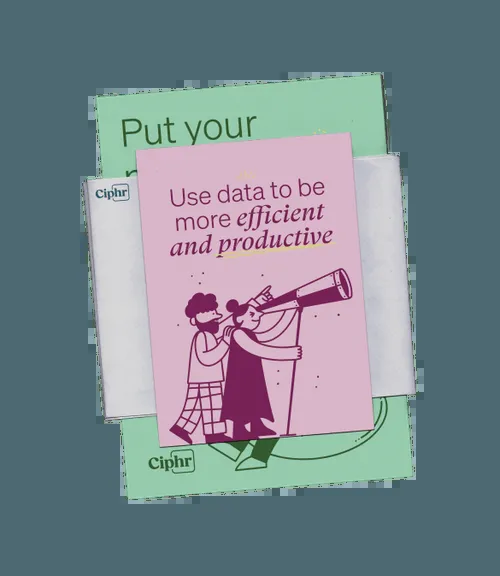 Put your
Ciphr
Use data to be
more efficient
and productive
Ciphr